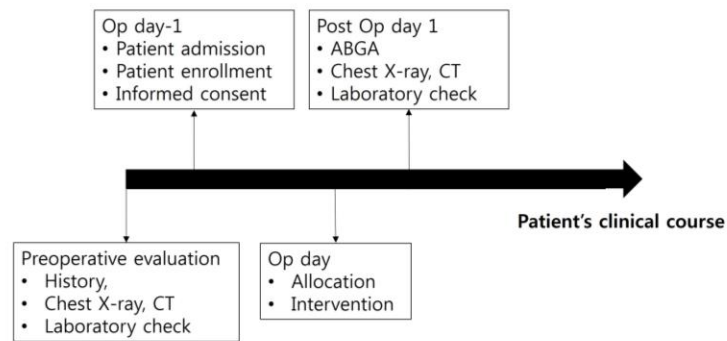 Op day-1
• Patient admission
• Patient enrollment
• Informed consent
Post Op day 1
• ABGA
• Chest X-ray, CT
• Laboratory check
Patient's clinical course
Preoperative evaluation
• History,
• Chest X-ray, CT
• Laboratory check
Op day
• Allocation
• Intervention